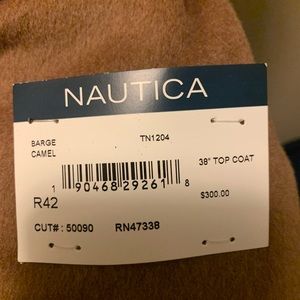 NAUTICA
BARGE TN1204
CAMEL
38" TOP COAT
1 90468 29261 8
R42 $300.00
CUT# : 50090 RN47338